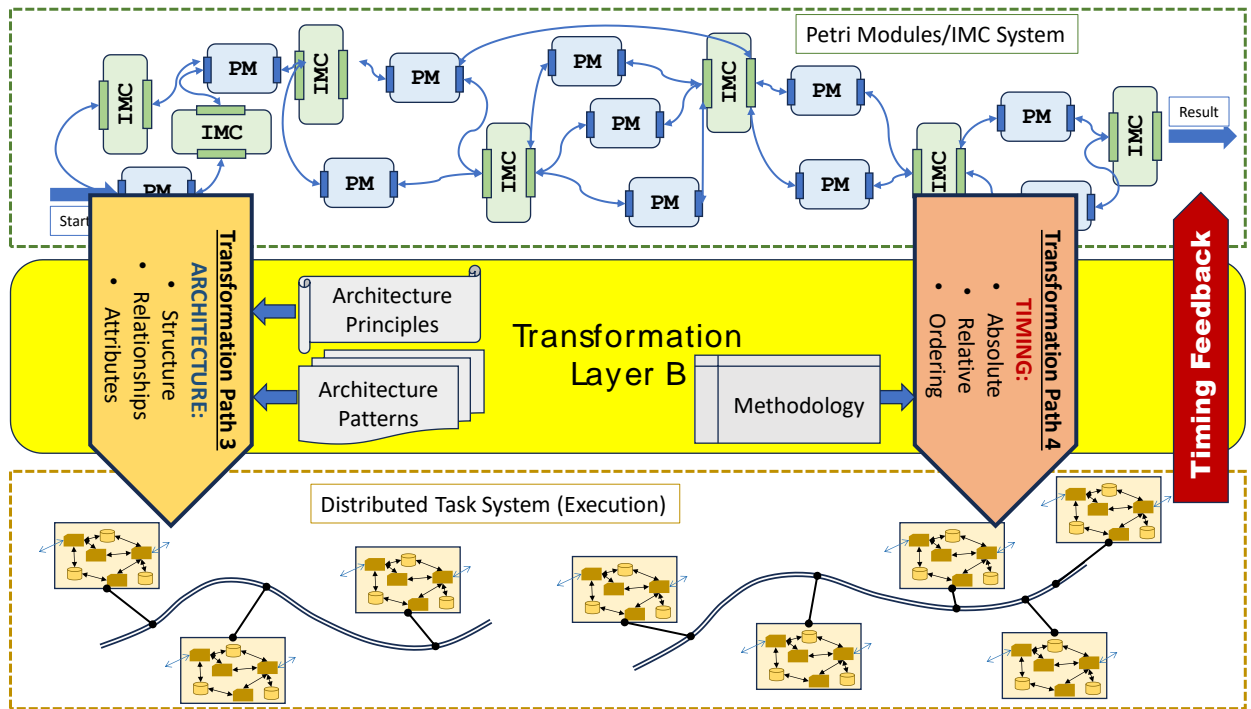 Petri Modules/IMC System
IMC
PM
IMC
PM
IMC
PM
PM
IMC
PM
PM
IMC
PM
PM
IMC
PM
PM
IMC
PM
IMC
Start
Result
Transformation Path 3
ARCHITECTURE:
• Structure
• Relationships
• Attributes
Architecture
Principles
Architecture
Patterns
Transformation
Layer B
Methodology
Transformation Path 4
TIMING:
• Absolute
• Relative
• Ordering
Timing Feedback
Distributed Task System (Execution)